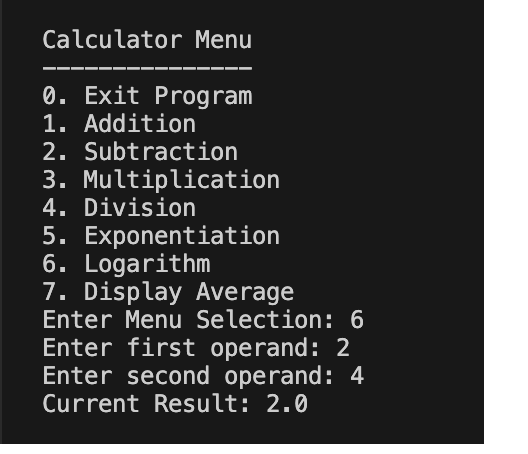 Calculator Menu
---------------
0. Exit Program
1. Addition
2. Subtraction
3. Multiplication
4. Division
5. Exponentiation
6. Logarithm
7. Display Average
Enter Menu Selection: 6
Enter first operand: 2
Enter second operand: 4
Current Result: 2.0